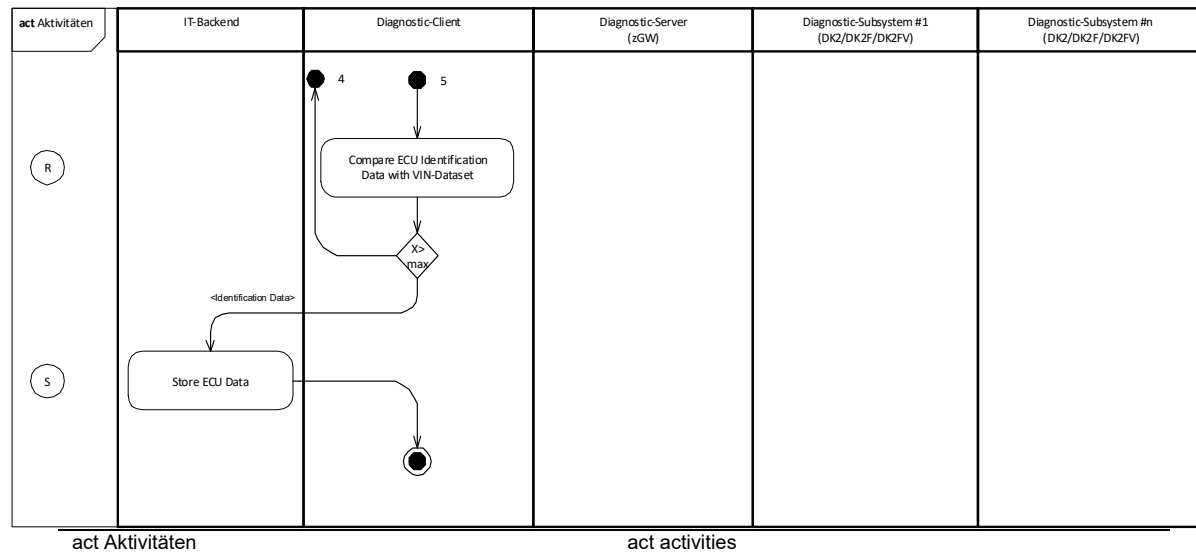 act Aktivitäten
IT-Backend
Diagnostic-Client
Diagnostic-Server
(zGW)
Diagnostic-Subsystem #1
(DK2/DK2F/DK2FV)
Diagnostic-Subsystem #n
(DK2/DK2F/DK2FV)
4
5
R
Compare ECU Identification
Data with VIN-Dataset
X>
max
<Identification Data>
S
Store ECU Data
act Aktivitäten
act activities